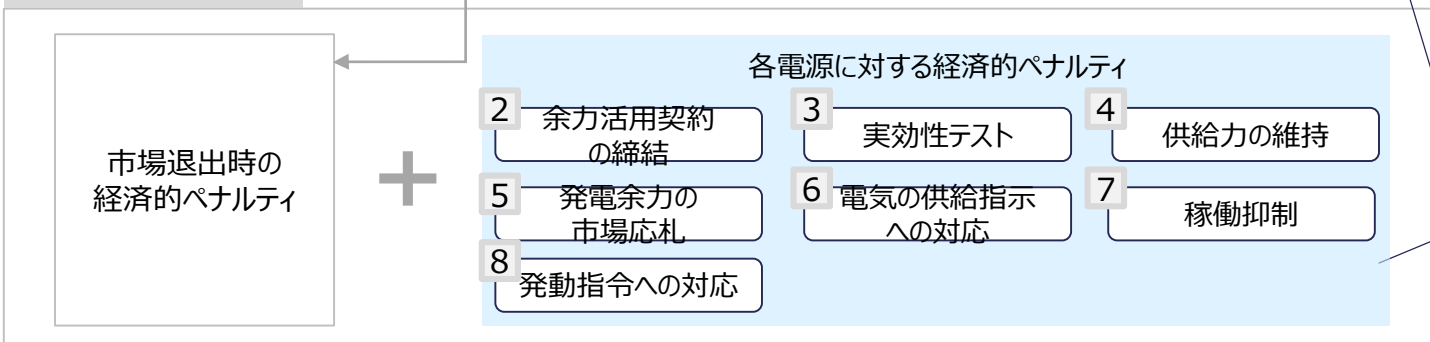 各電源に対する経済的ペナルティ
市場退出時の
経済的ペナルティ
+
2
余力活用契約
の締結
3
実効性テスト
4
供給力の維持
5
発電余力の
市場応札
6
電気の供給指示
への対応
7
稼働抑制
8
発動指令への対応